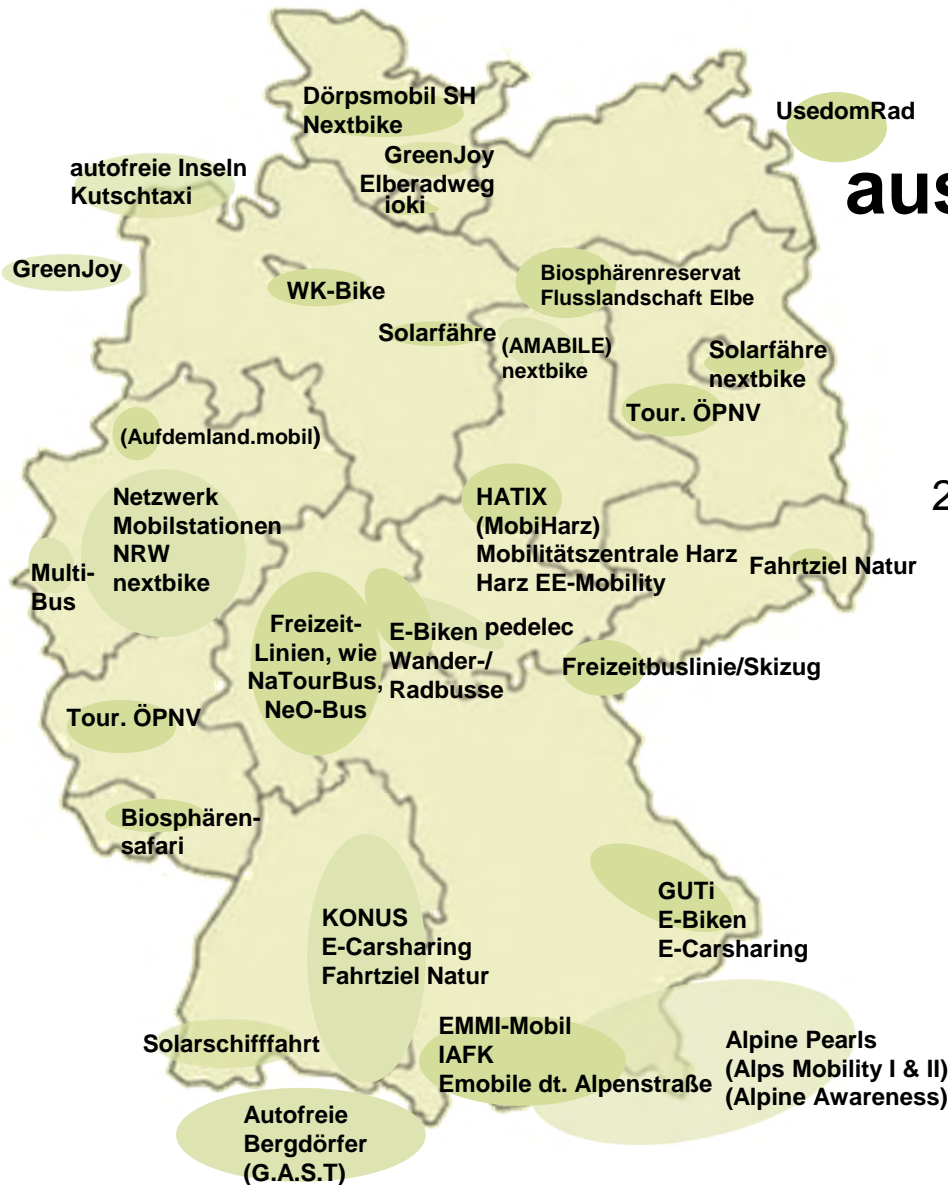 Dörpsmobil SH
Nextbike
UsedomRad
GreenJoy
Elberadweg
ioki
autofreie Inseln
Kutschtaxi
aus
GreenJoy
WK-Bike
Biosphärenreservat
Flusslandschaft Elbe
Solarfähre
(AMABILE)
nextbike
Solarfähre
nextbike
Tour. ÖPNV
(Aufdemland.mobil)
Netzwerk
Mobilstationen
NRW
nextbike
HATIX
(MobiHarz)
Mobilitätszentrale Harz
Harz EE-Mobility
2
Fahrtziel Natur
Multi-
Bus
Freizeit-
Linien, wie
NaTourBus,
NeO-Bus
E-Biken pedelec
Wander-/
Radbusse
Freizeitbuslinie/Skizug
Tour. ÖPNV
Biosphären-
safari
KONUS
E-Carsharing
Fahrtziel Natur
GUTi
E-Biken
E-Carsharing
Solarschifffahrt
EMMI-Mobil
IAFK
Emobile dt. Alpenstraße
Alpine Pearls
(Alps Mobility I & II)
(Alpine Awareness)
Autofreie
Bergdörfer
(G.A.S.T)